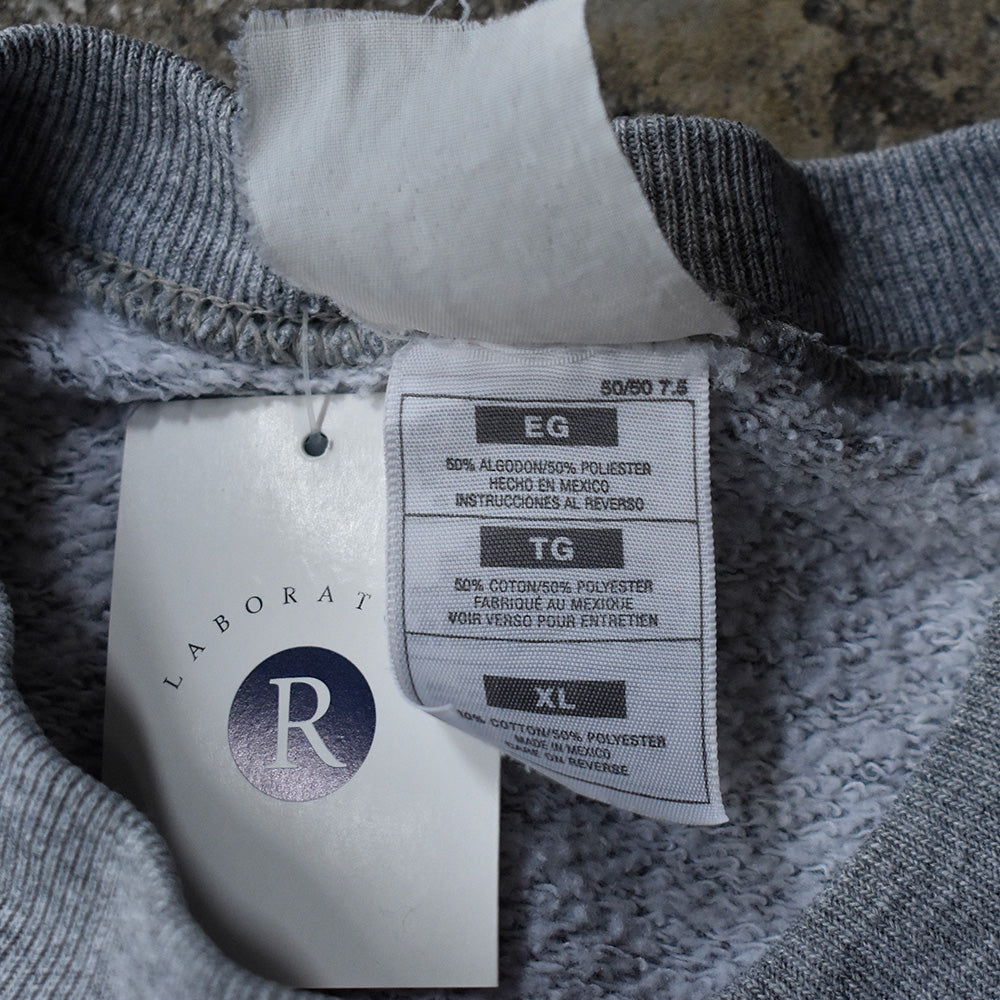 50/50 7.5
EG
50% ALGODON/50% POLIESTER
HECHO EN MEXICO
INSTRUCCIONES AL REVERSO
TG
50% COTON/50% POLYESTER
FABRIQUÉ AU MEXIQUE
VOIR VERSO POUR ENTRETIEN
XL
50% COTTON/50% POLYESTER
MADE IN MEXICO
CARE ON REVERSE
LABORAT
R